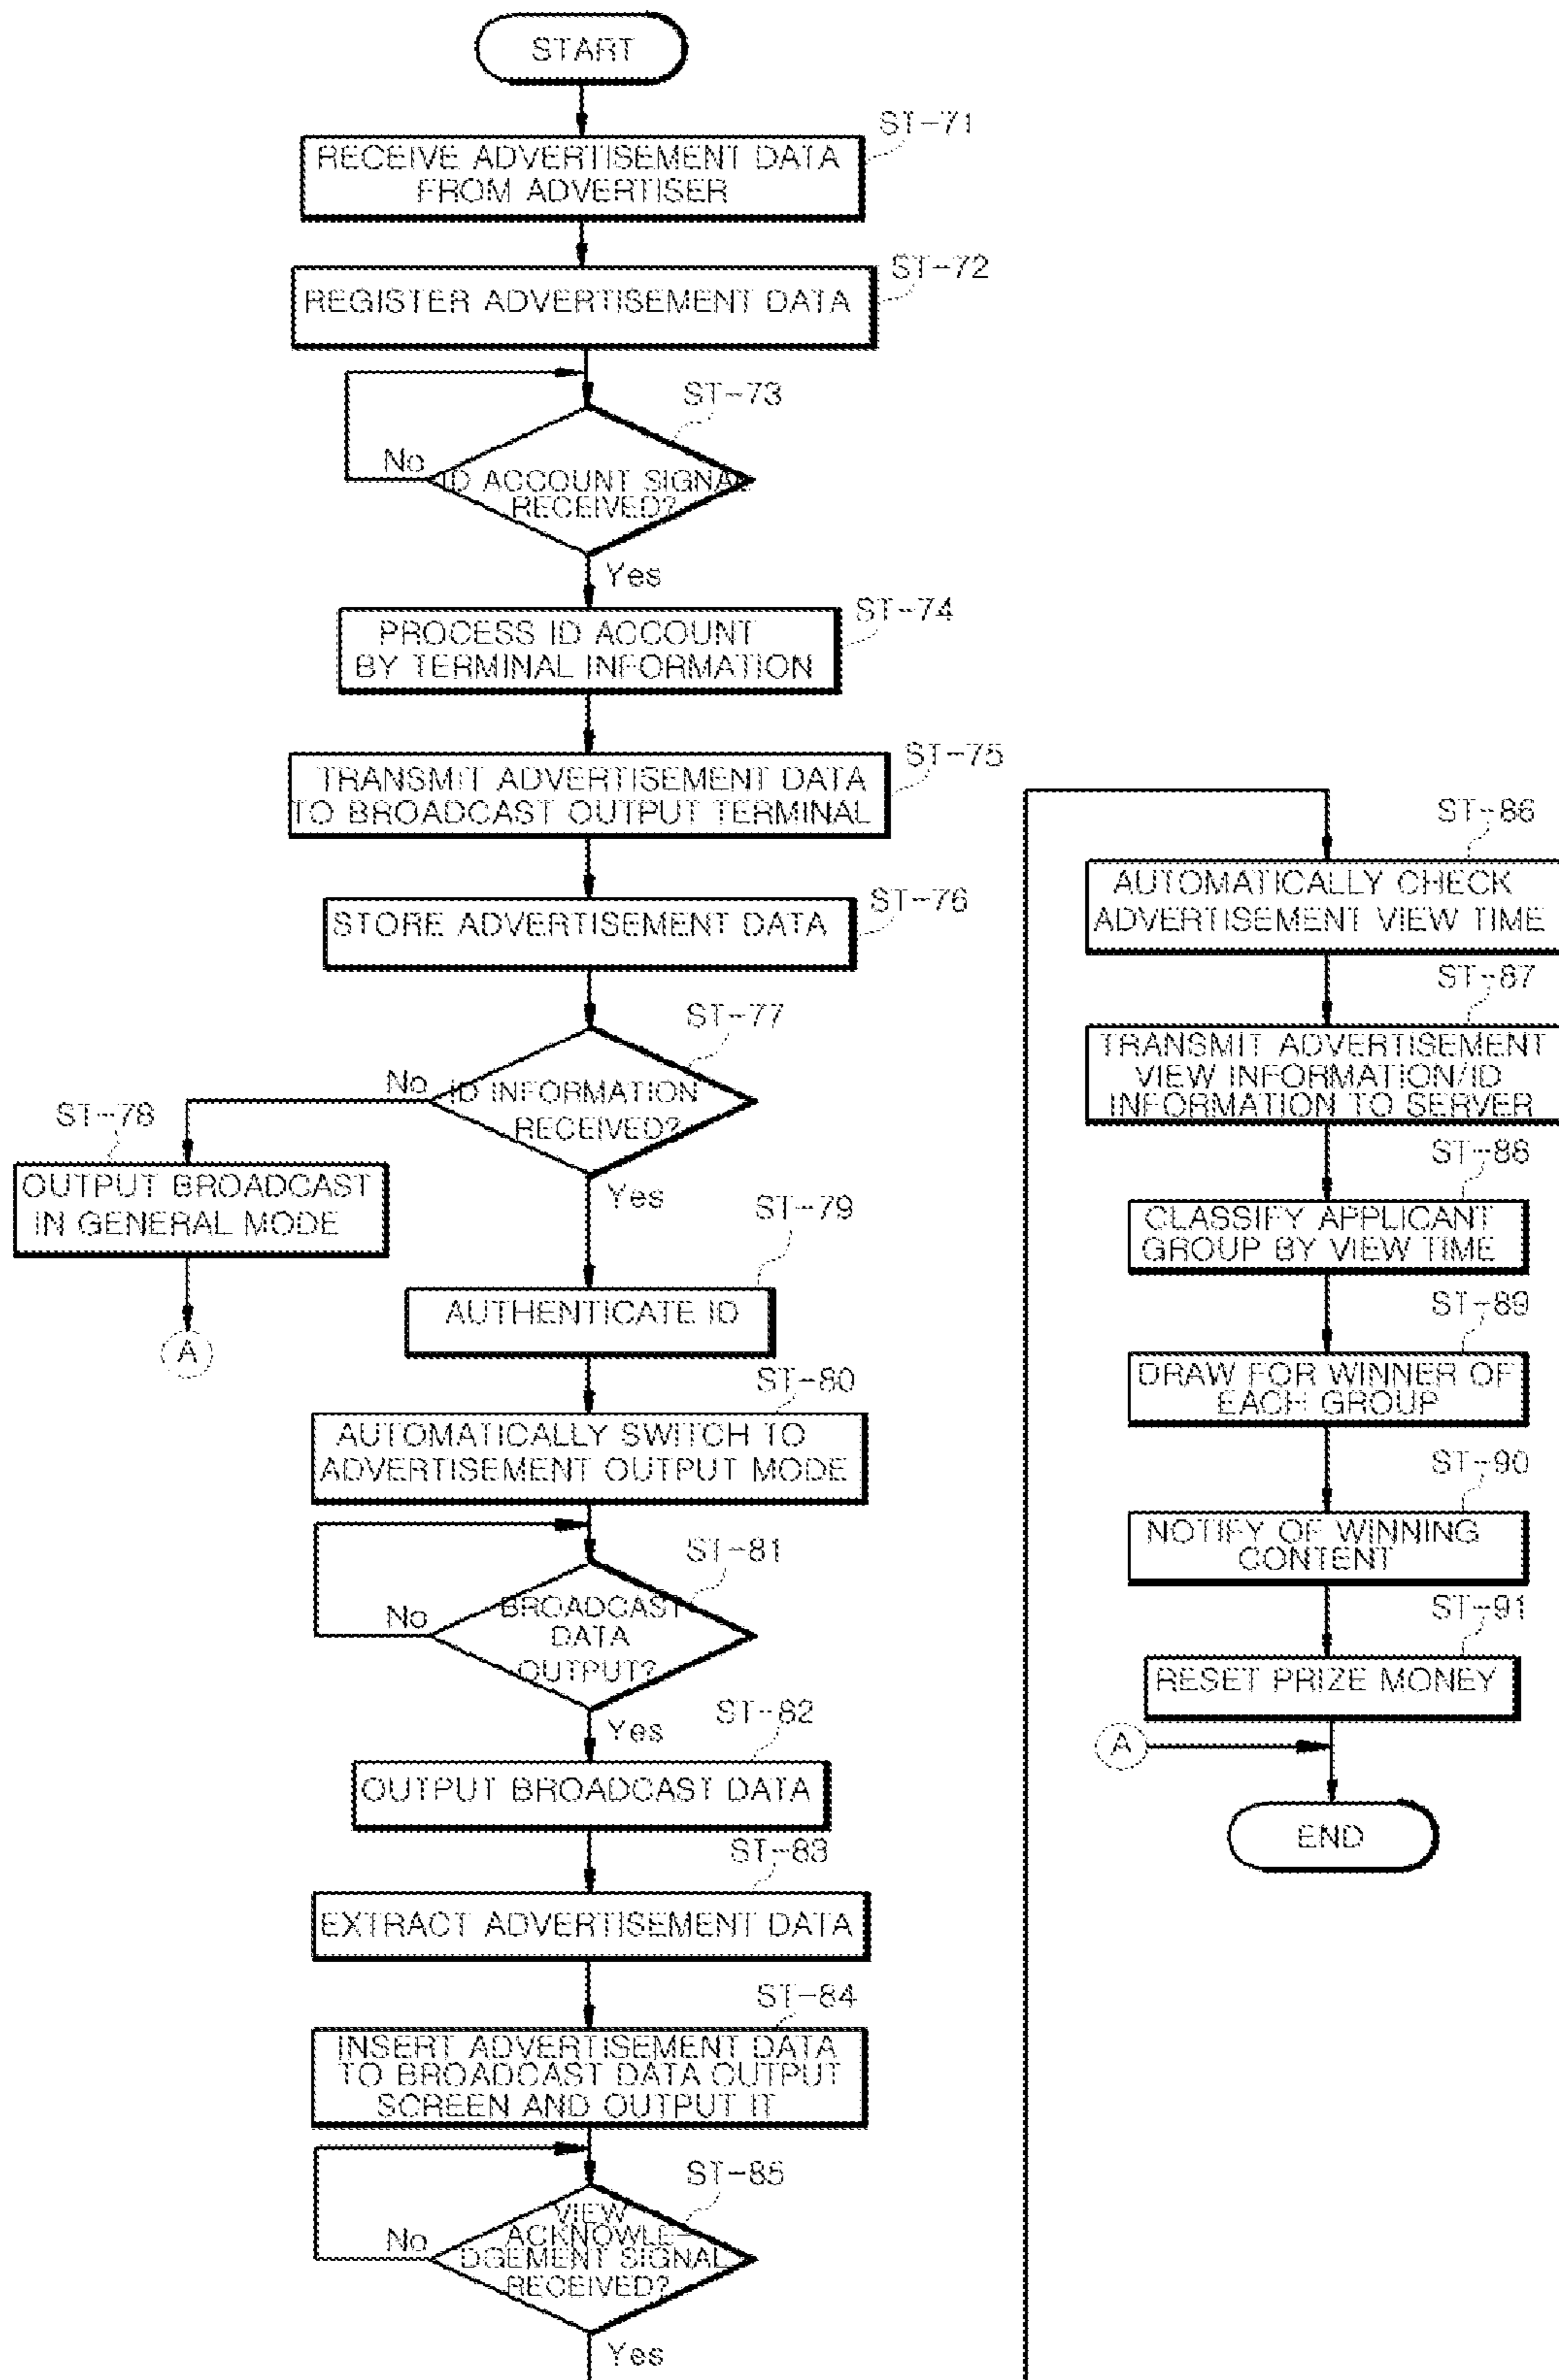 START
ST-71
RECEIVE ADVERTISEMENT DATA
FROM ADVERTISER
ST-72
REGISTER ADVERTISEMENT DATA
ST-73
No
ID ACCOUNT SIGNAL
RECEIVED?
Yes
ST-74
PROCESS ID ACCOUNT
BY TERMINAL INFORMATION
ST-75
TRANSMIT ADVERTISEMENT DATA
TO BROADCAST OUTPUT TERMINAL
ST-76
STORE ADVERTISEMENT DATA
ST-77
No
ID INFORMATION
RECEIVED?
Yes
ST-78
OUTPUT BROADCAST
IN GENERAL MODE
A
ST-79
AUTHENTICATE ID
ST-80
AUTOMATICALLY SWITCH TO
ADVERTISEMENT OUTPUT MODE
ST-81
No
BROADCAST
DATA
OUTPUT?
Yes
ST-82
OUTPUT BROADCAST DATA
ST-83
EXTRACT ADVERTISEMENT DATA
ST-84
INSERT ADVERTISEMENT DATA
TO BROADCAST DATA OUTPUT
SCREEN AND OUTPUT IT
ST-85
No
VIEW
ACKNOWLE-
DGEMENT SIGNAL
RECEIVED?
Yes
ST-86
AUTOMATICALLY CHECK
ADVERTISEMENT VIEW TIME
ST-87
TRANSMIT ADVERTISEMENT
VIEW INFORMATION/ID
INFORMATION TO SERVER
ST-88
CLASSIFY APPLICANT
GROUP BY VIEW TIME
ST-89
DRAW FOR WINNER OF
EACH GROUP
ST-90
NOTIFY OF WINNING
CONTENT
ST-91
RESET PRIZE MONEY
A
END